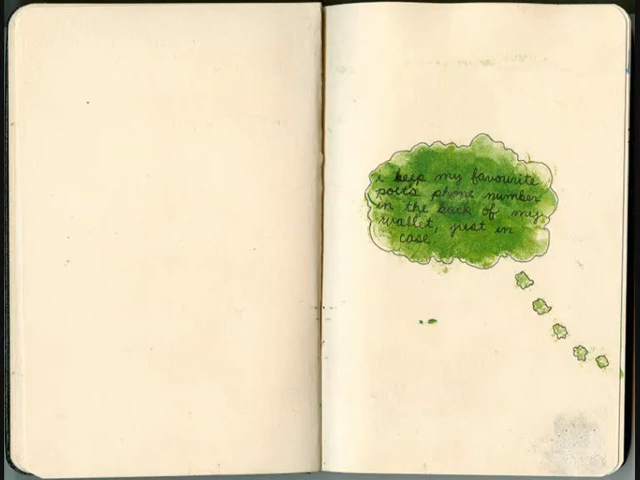 i keep my favourite
poets phone number
in the back of my
wallet, just in
case